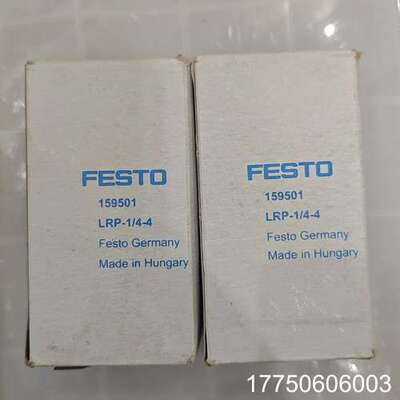 FESTO
159501
LRP-1/4-4
Festo Germany
Made in Hungary
FESTO
159501
LRP-1/4-4
Festo Germany
Made in Hungary
17750606003